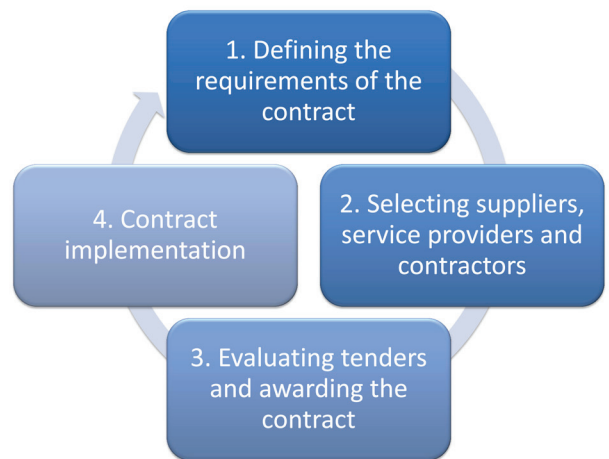 1. Defining the
requirements of the
contract
2. Selecting suppliers,
service providers and
contractors
3. Evaluating tenders
and awarding the
contract
4. Contract
implementation